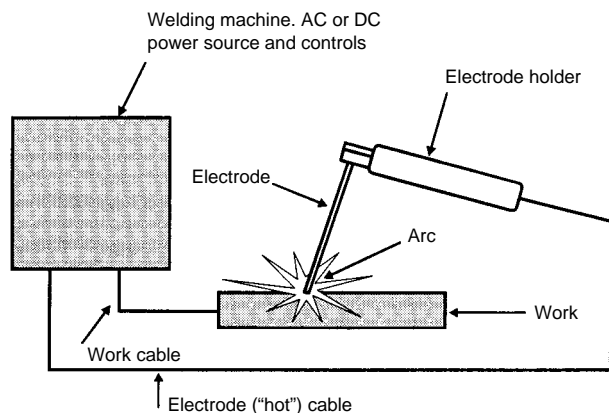 Welding machine. AC or DC
power source and controls
Electrode holder
Electrode
Arc
Work
Work cable
Electrode (“hot”) cable